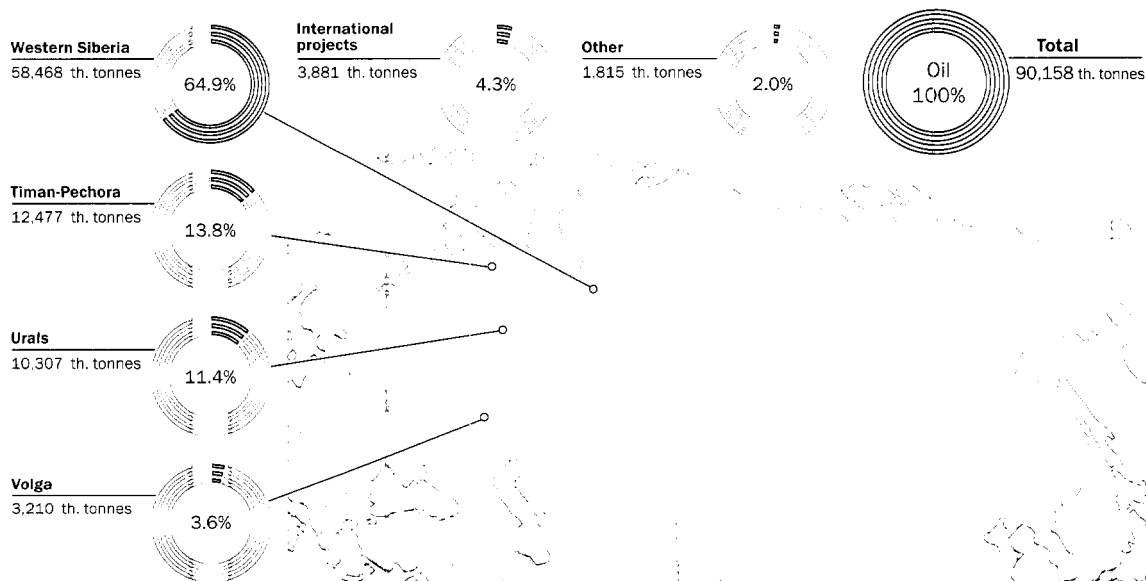 Western Siberia
58,468 th. tonnes
64.9%
International
projects
3,881 th. tonnes
4.3%
Other
1.815 th. tonnes
2.0%
Oil
100%
Total
90,158 th. tonnes
Timan-Pechora
12,477 th. tonnes
13.8%
Urals
10,307 th. tonnes
11.4%
Volga
3,210 th. tonnes
3.6%